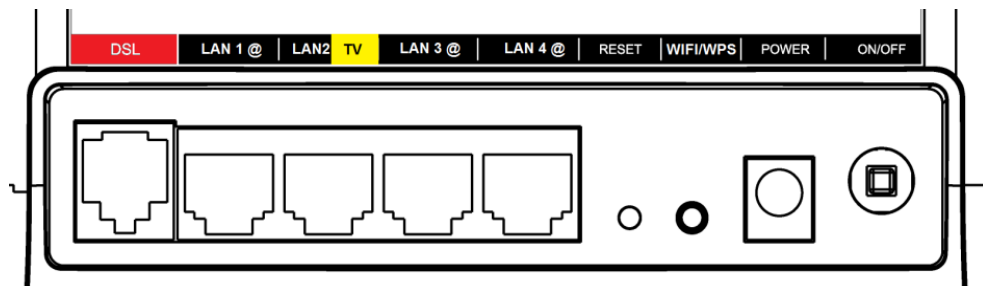 DSL LAN 1 @ LAN2 TV LAN 3 @ LAN 4 @ RESET WIFI/WPS POWER ON/OFF